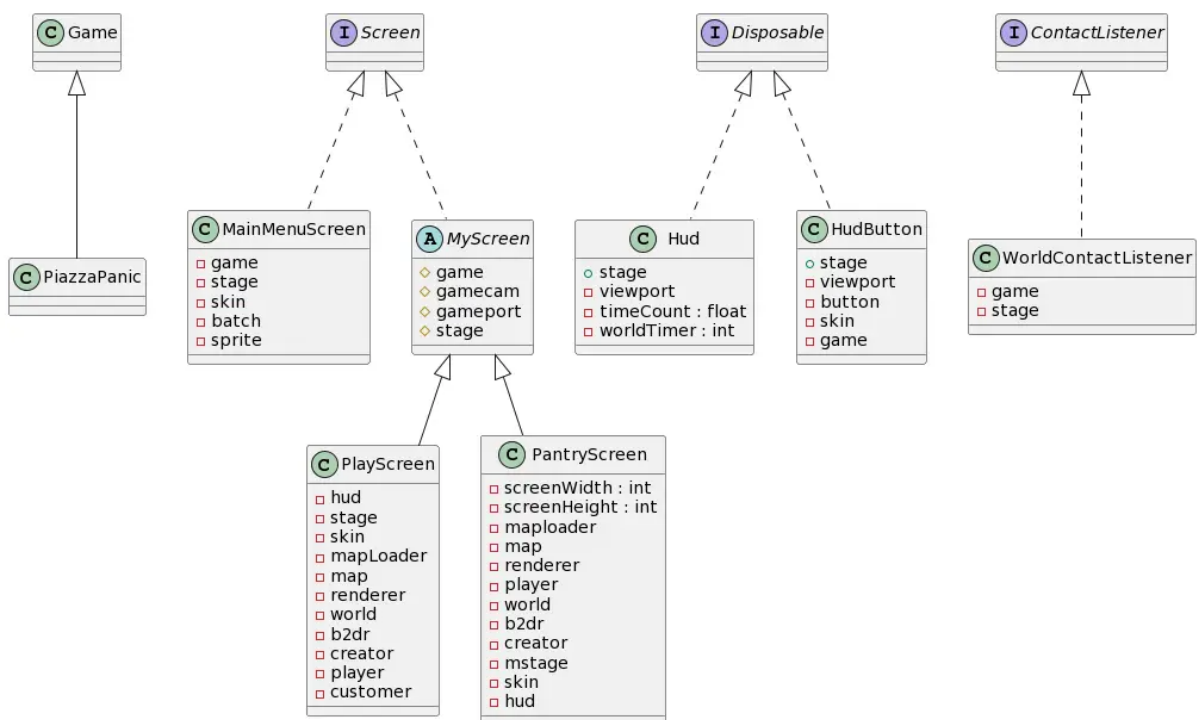 C Game
I Screen
I Disposable
I ContactListener
C PiazzaPanic
C MainMenuScreen
game
stage
skin
batch
sprite
A MyScreen
game
gamecam
gameport
stage
C Hud
stage
viewport
timeCount : float
worldTimer : int
C HudButton
stage
viewport
button
skin
game
C WorldContactListener
game
stage
C PlayScreen
hud
stage
skin
mapLoader
map
renderer
world
b2dr
creator
player
customer
C PantryScreen
screenWidth : int
screenHeight : int
maploader
map
renderer
player
world
b2dr
creator
mstage
skin
hud